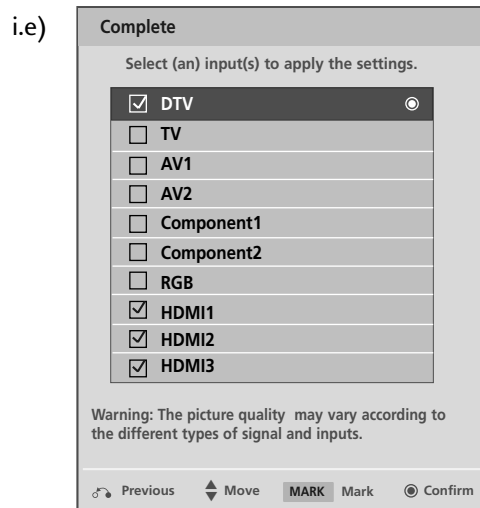 i.e)
Complete
Select (an) input(s) to apply the settings.
DTV
TV
AV1
AV2
Component1
Component2
RGB
HDMI1
HDMI2
HDMI3
Warning: The picture quality may vary according to
the different types of signal and inputs.
Previous Move MARK Mark Confirm